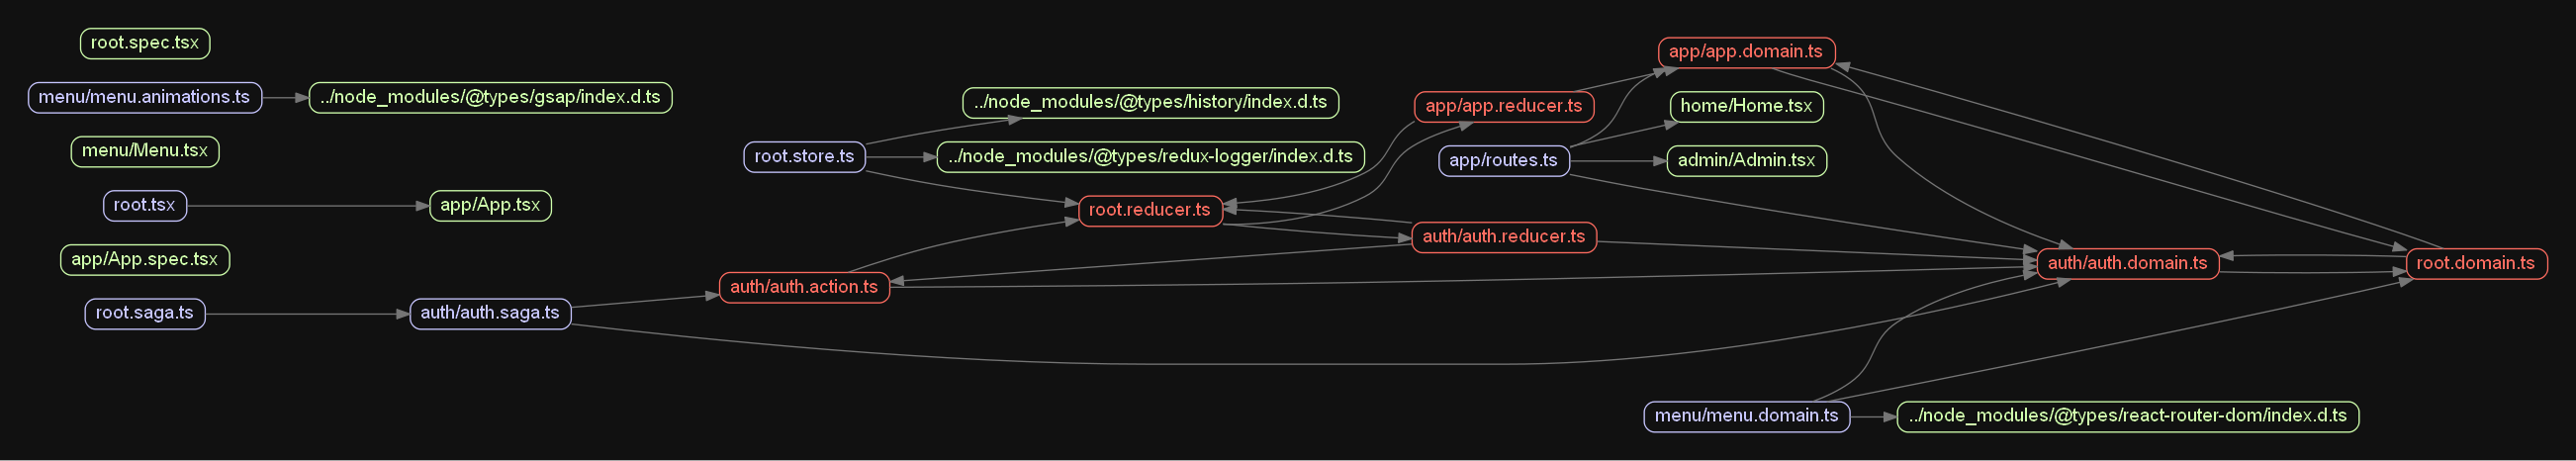 root.spec.tsx
menu/menu.animations.ts
../node_modules/@types/gsap/index.d.ts
menu/Menu.tsx
root.tsx
app/App.tsx
app/App.spec.tsx
root.saga.ts
auth/auth.saga.ts
root.store.ts
../node_modules/@types/history/index.d.ts
../node_modules/@types/redux-logger/index.d.ts
root.reducer.ts
auth/auth.action.ts
app/app.reducer.ts
app/routes.ts
auth/auth.reducer.ts
app/app.domain.ts
home/Home.tsx
admin/Admin.tsx
auth/auth.domain.ts
root.domain.ts
menu/menu.domain.ts
../node_modules/@types/react-router-dom/index.d.ts